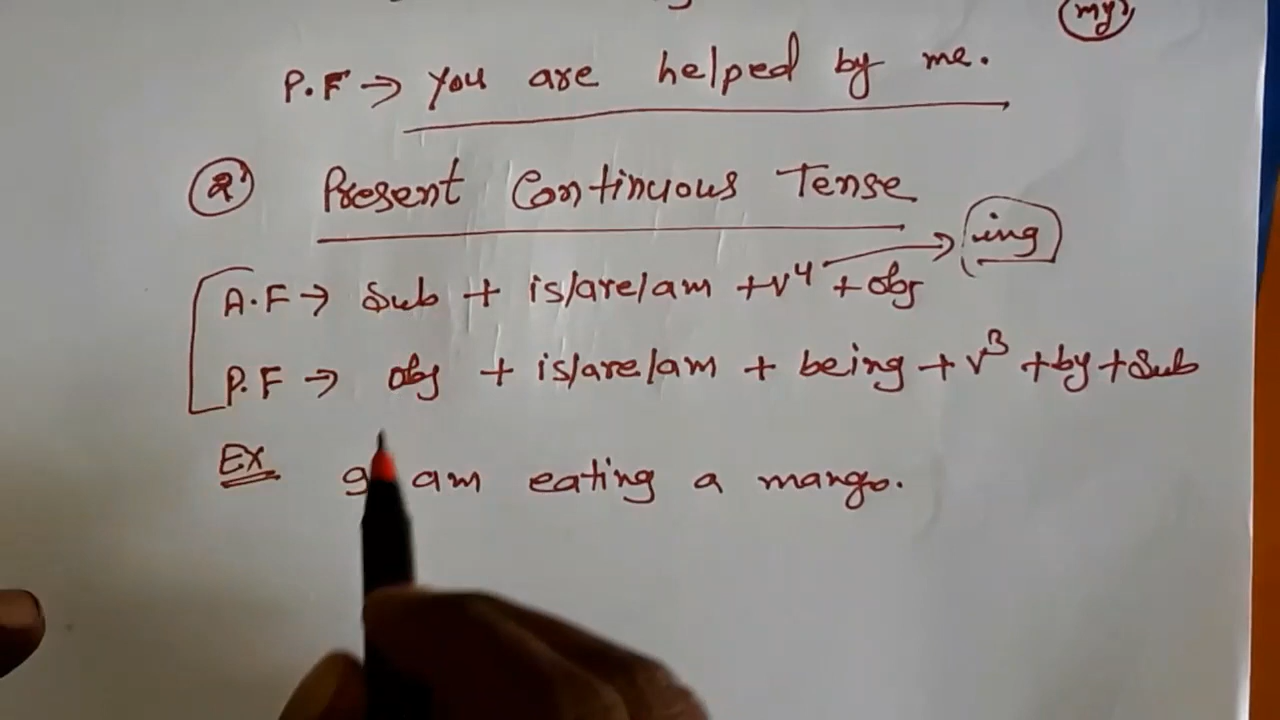 my
P.F → You are helped by me.
2 Present Continuous Tense
ing
A.F → Sub + is/are/am + v⁴ + obj
P.F → obj + is/are/am + being + v³ + by + Sub
Ex I am eating a mango.